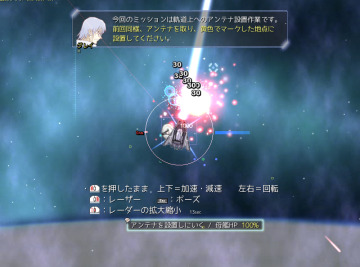 今回のミッションは軌道上へのアンテナ設置作業です。
前回同様、アンテナを取り、黄色でマークした地点に
設置してください。
30
30
30
30
30
30
・を押したまま、上下=加速・減速 左右=回転
・:レーザー :ポーズ
・:レーダーの拡大縮小
アンテナを設置しにいく / 母艦HP 100%